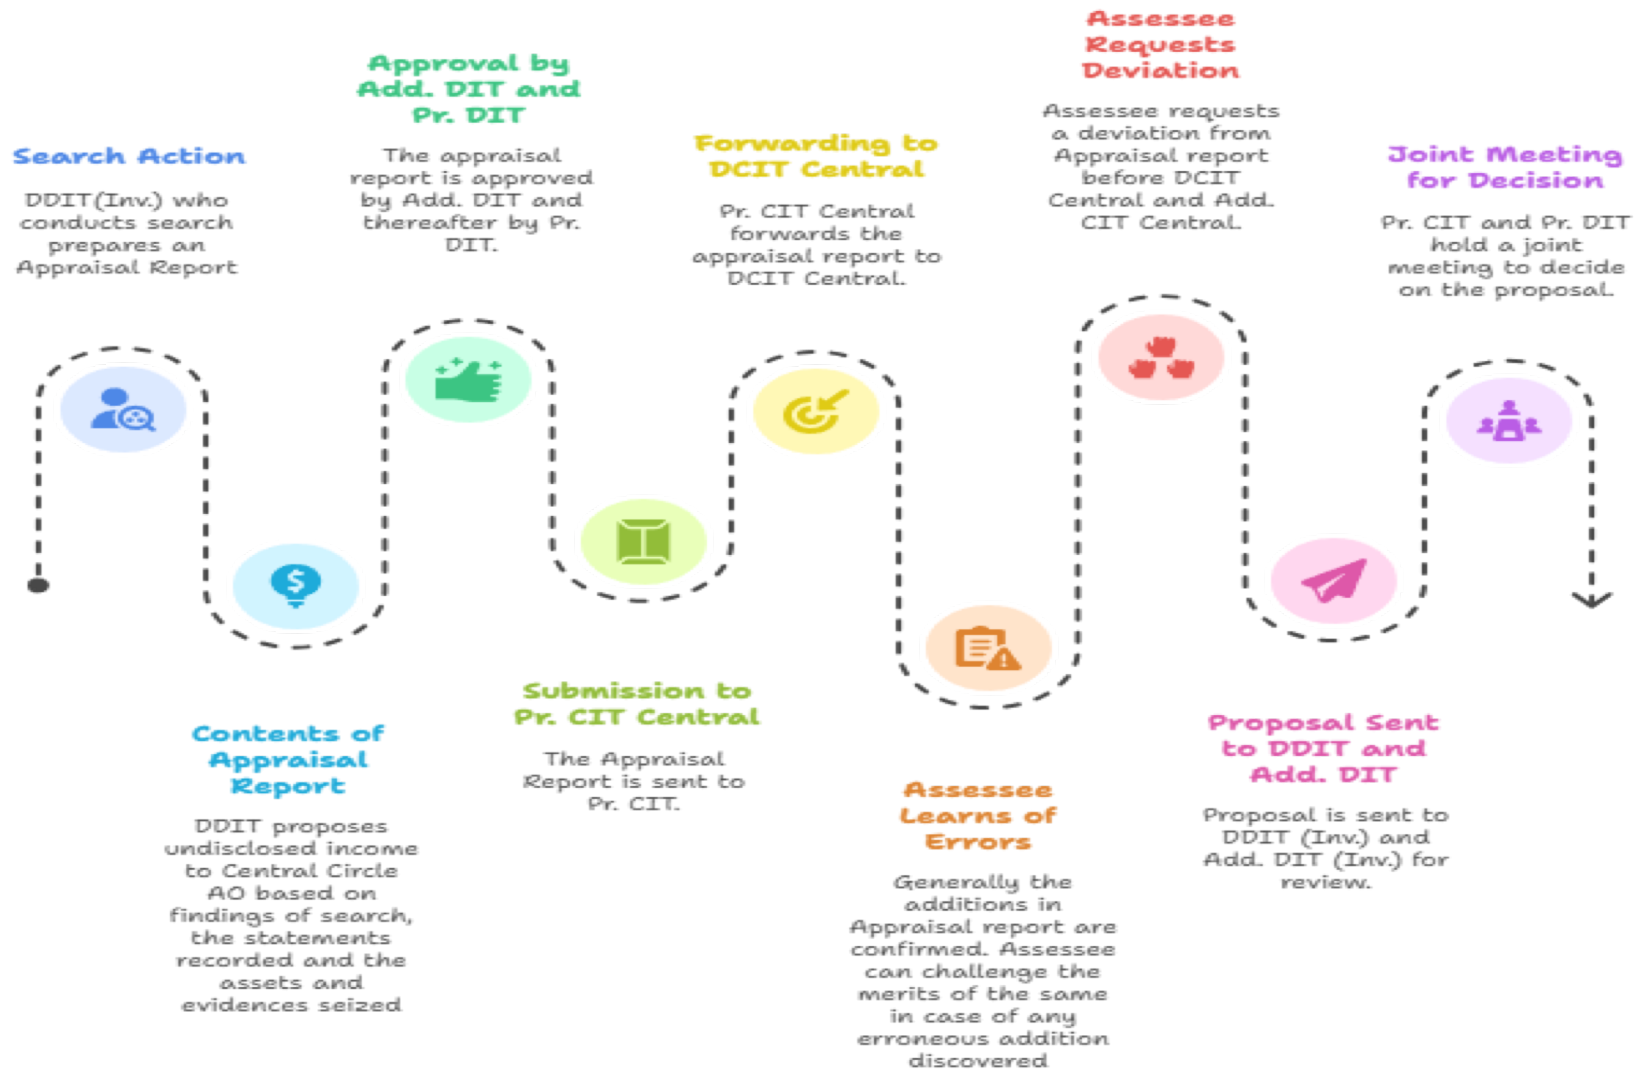 Search Action
DDIT(Inv.) who
conducts search
prepares an
Appraisal Report
Contents of
Appraisal
Report
DDIT proposes
undisclosed income
to Central Circle
AO based on
findings of search,
the statements
recorded and the
assets and
evidences seized
Approval by
Add. DIT and
Pr. DIT
The appraisal
report is approved
by Add. DIT and
thereafter by Pr.
DIT.
Submission to
Pr. CIT Central
The Appraisal
Report is sent to
Pr. CIT.
Forwarding to
DCIT Central
Pr. CIT Central
forwards the
appraisal report to
DCIT Central.
Assessee
Learns of
Errors
Generally the
additions in
Appraisal report are
confirmed. Assessee
can challenge the
merits of the same
in case of any
erroneous addition
discovered
Assessee
Requests
Deviation
Assessee requests
a deviation from
Appraisal report
before DCIT
Central and Add.
CIT Central.
Proposal Sent
to DDIT and
Add. DIT
Proposal is sent to
DDIT (Inv.) and
Add. DIT (Inv.) for
review.
Joint Meeting
for Decision
Pr. CIT and Pr. DIT
hold a joint
meeting to decide
on the proposal.